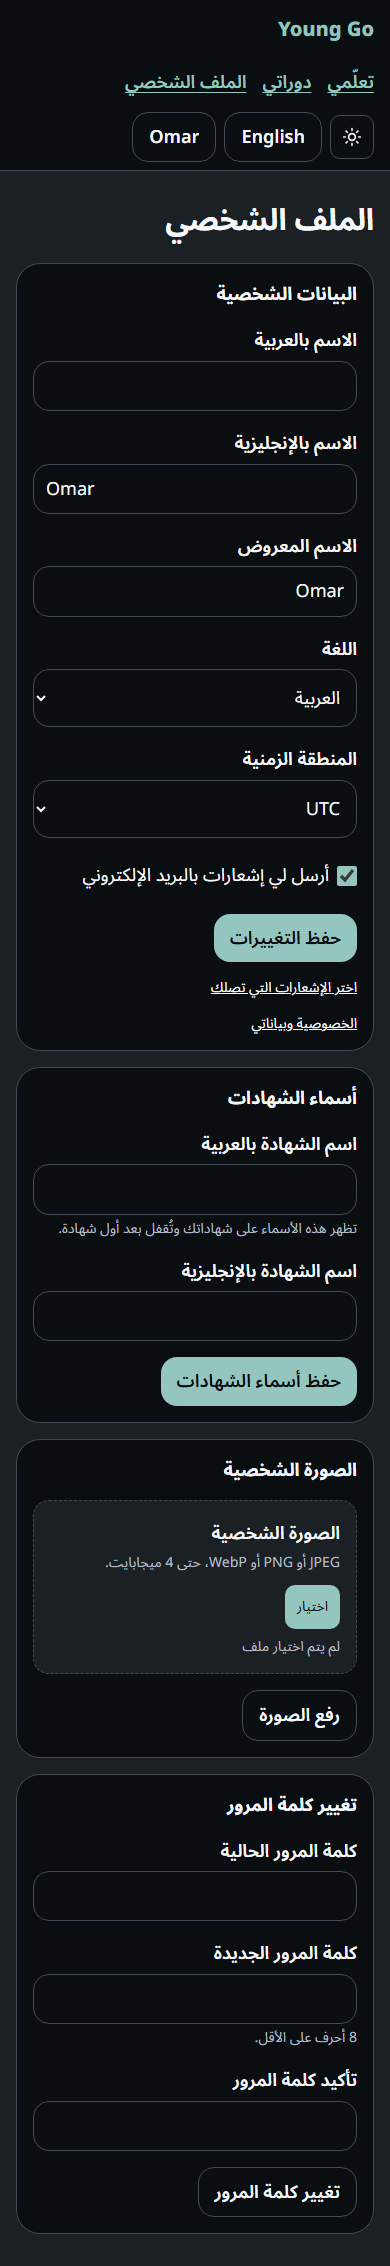 Young Go
تعلّمي دوراتي الملف الشخصي
English Omar
الملف الشخصي
البيانات الشخصية
الاسم بالعربية
الاسم بالإنجليزية
Omar
الاسم المعروض
Omar
اللغة
العربية
المنطقة الزمنية
UTC
أرسل لي إشعارات بالبريد الإلكتروني
حفظ التغييرات
اختر الإشعارات التي تصلك
الخصوصية وبياناتي
أسماء الشهادات
اسم الشهادة بالعربية
تظهر هذه الأسماء على شهاداتك وتُقفل بعد أول شهادة.
اسم الشهادة بالإنجليزية
حفظ أسماء الشهادات
الصورة الشخصية
الصورة الشخصية
JPEG أو PNG أو WebP، حتى 4 ميجابايت.
اختيار
لم يتم اختيار ملف
رفع الصورة
تغيير كلمة المرور
كلمة المرور الحالية
كلمة المرور الجديدة
8 أحرف على الأقل.
تأكيد كلمة المرور
تغيير كلمة المرور